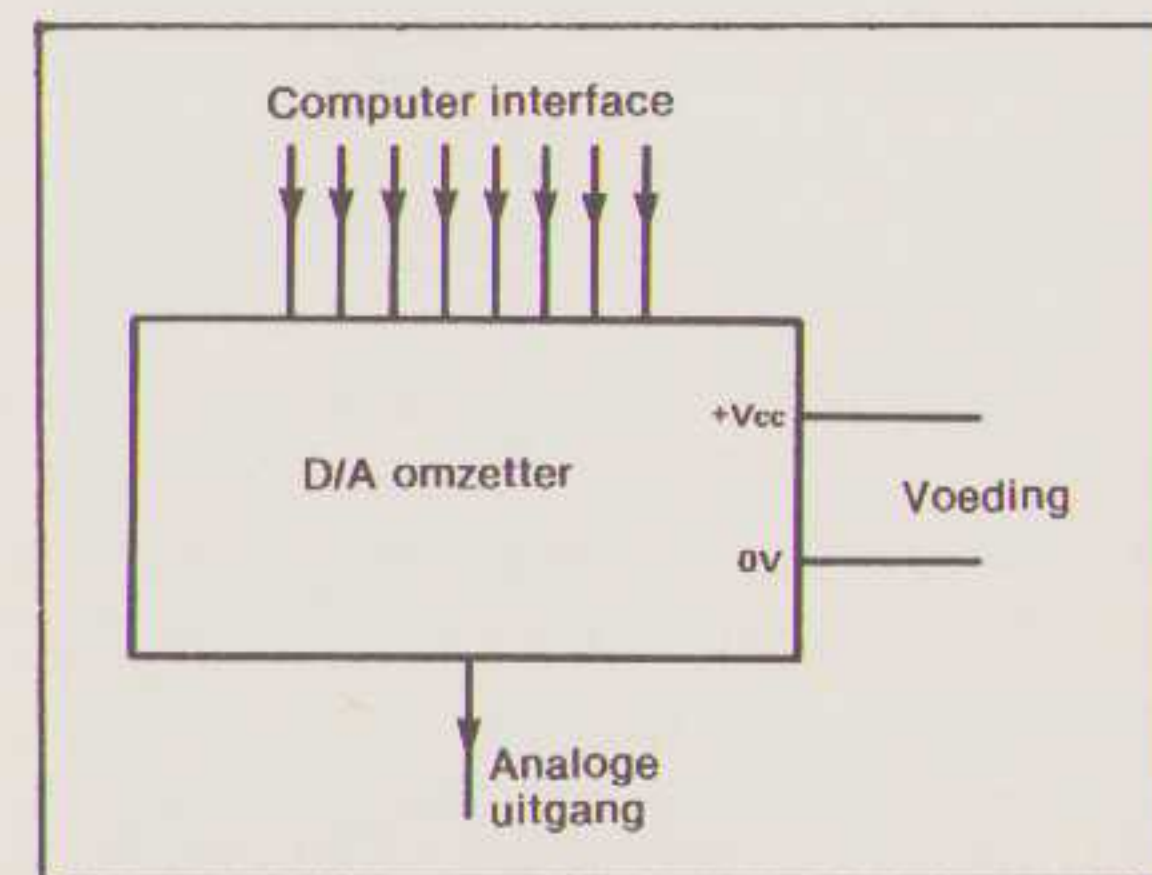 Computer interface
+Vcc
D/A omzetter
Voeding
0V
Analoge
uitgang